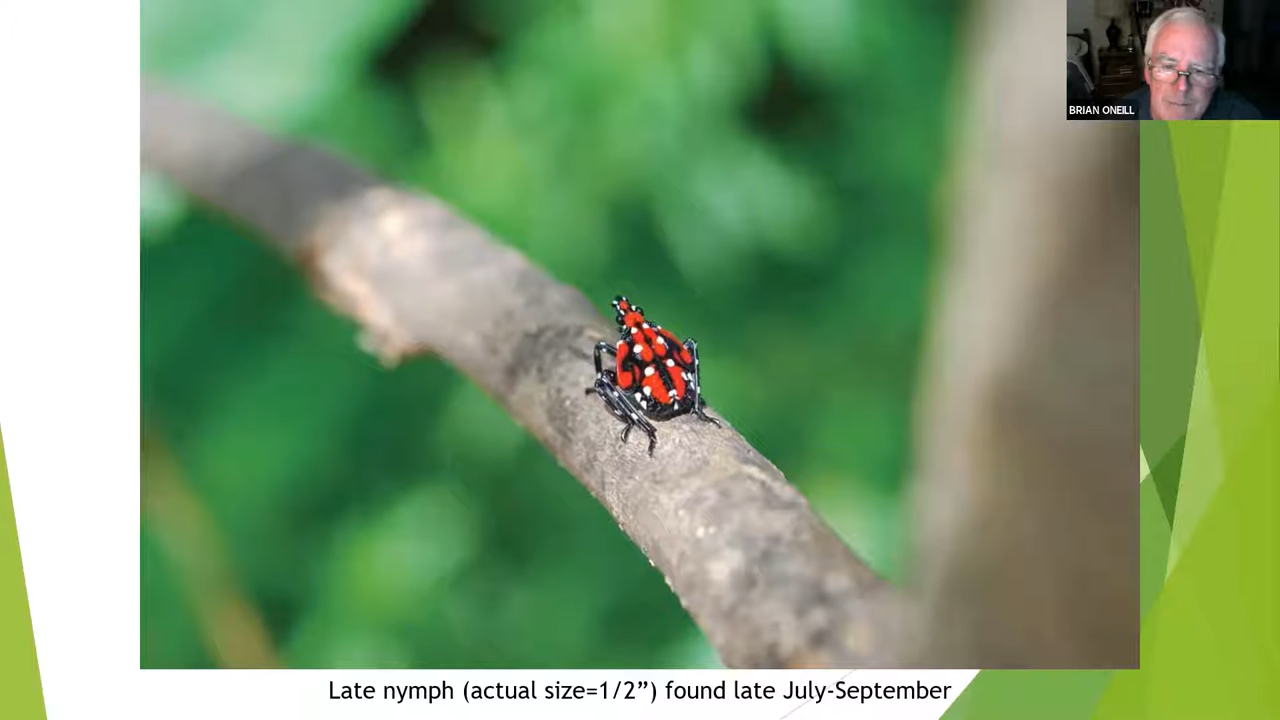 BRIAN ONEILL
Late nymph (actual size=1/2”) found late July-September